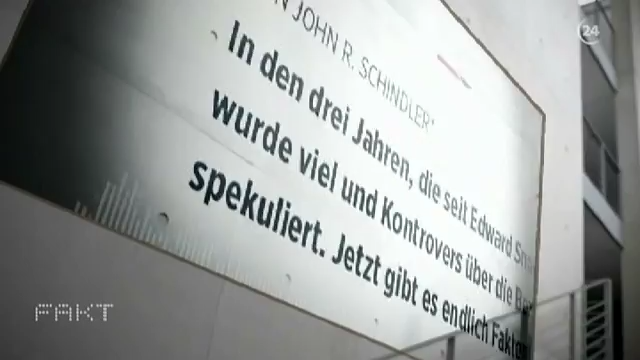 24
N JOHN R. SCHINDLER*
In den drei Jahren, die seit Edward
wurde viel und Kontrovers über die
spekuliert. Jetzt gibt es endlich
FAKT